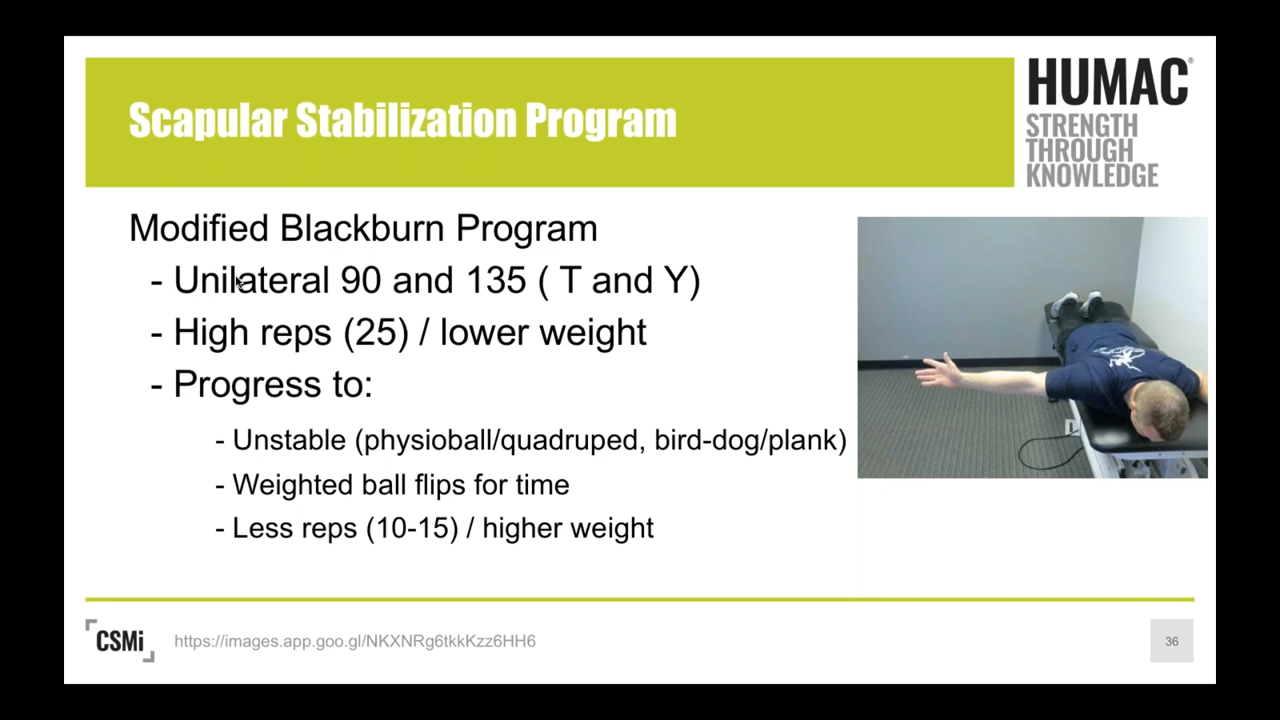 Scapular Stabilization Program
HUMAC®
STRENGTH
THROUGH
KNOWLEDGE
Modified Blackburn Program
- Unilateral 90 and 135 ( T and Y)
- High reps (25) / lower weight
- Progress to:
- Unstable (physioball/quadruped, bird-dog/plank)
- Weighted ball flips for time
- Less reps (10-15) / higher weight
CSMi
https://images.app.goo.gl/NKXNRg6tkkKzz6HH6
36